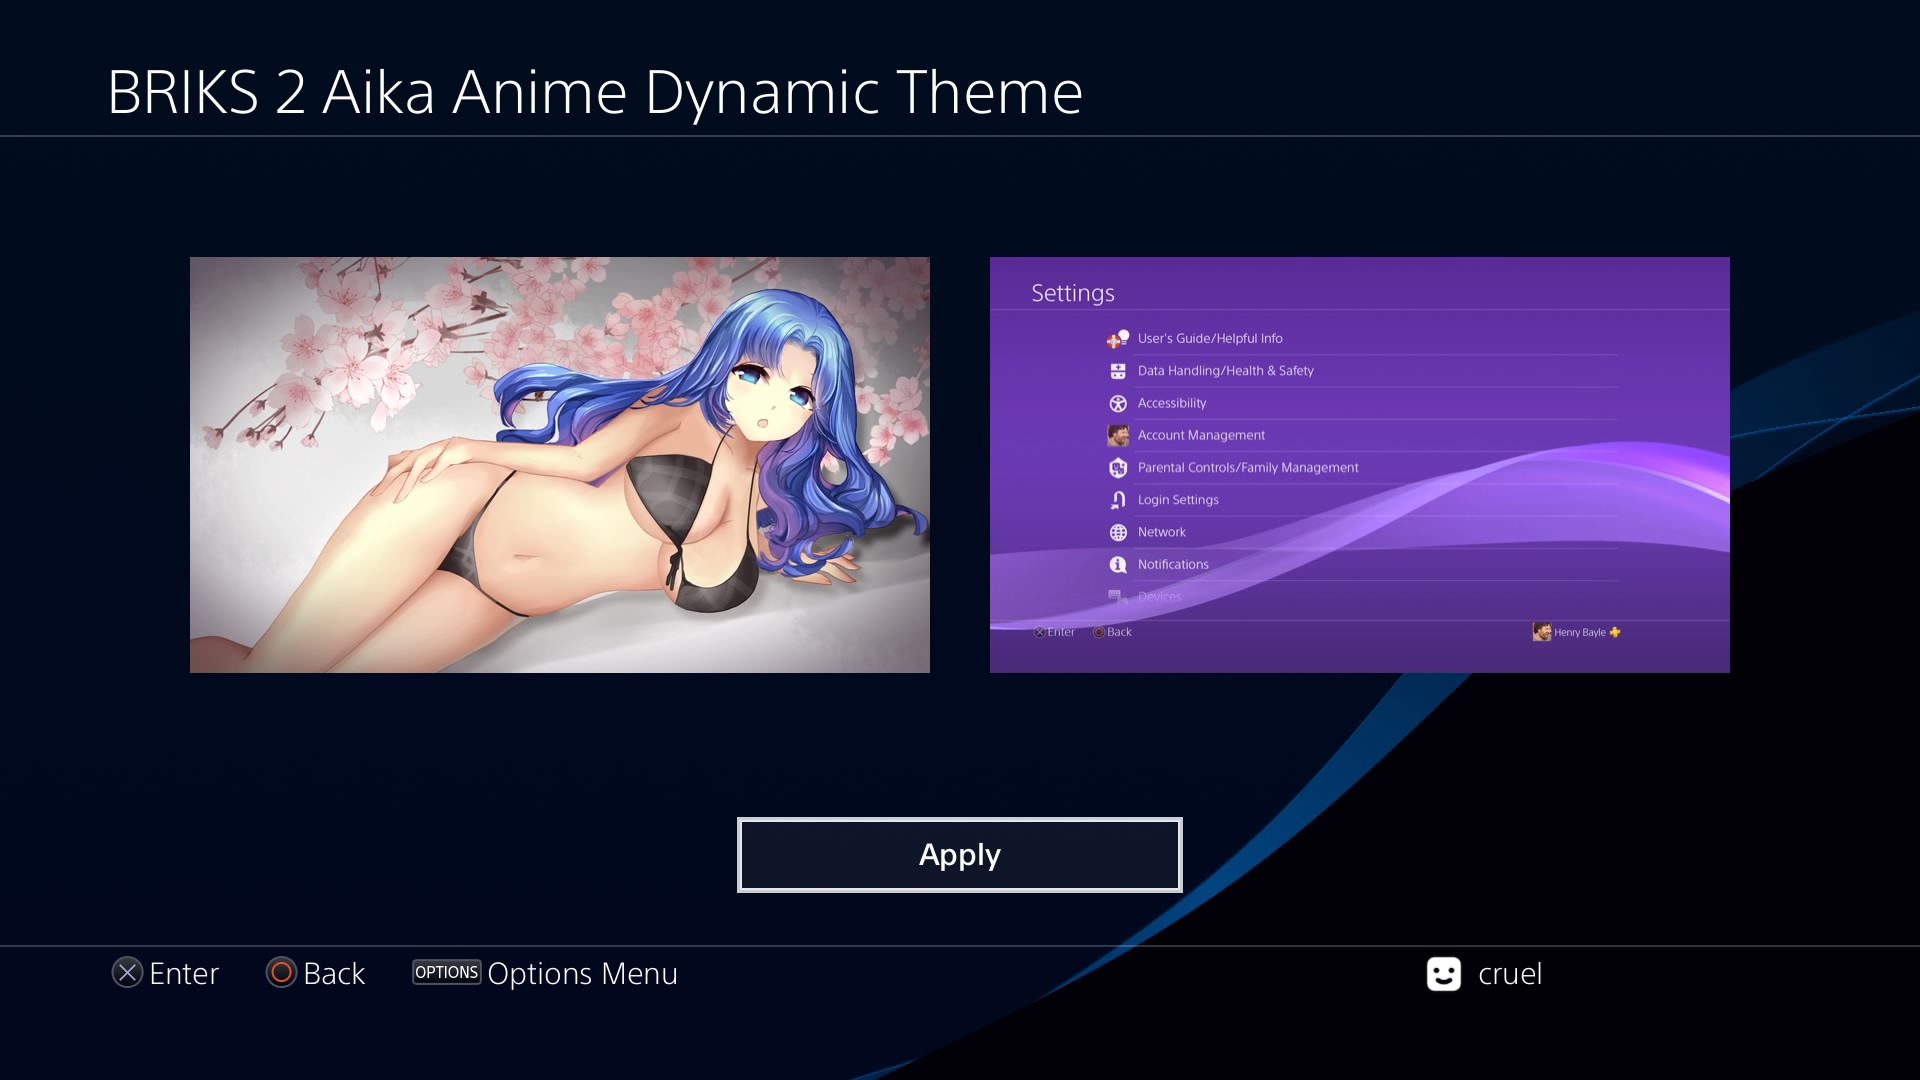 BRIKS 2 Aika Anime Dynamic Theme
Settings
User's Guide/Helpful Info
Data Handling/Health & Safety
Accessibility
Account Management
Parental Controls/Family Management
Login Settings
Network
Notifications
Devices
Enter Back Henry Bayle
Apply
Enter Back OPTIONS Options Menu cruel